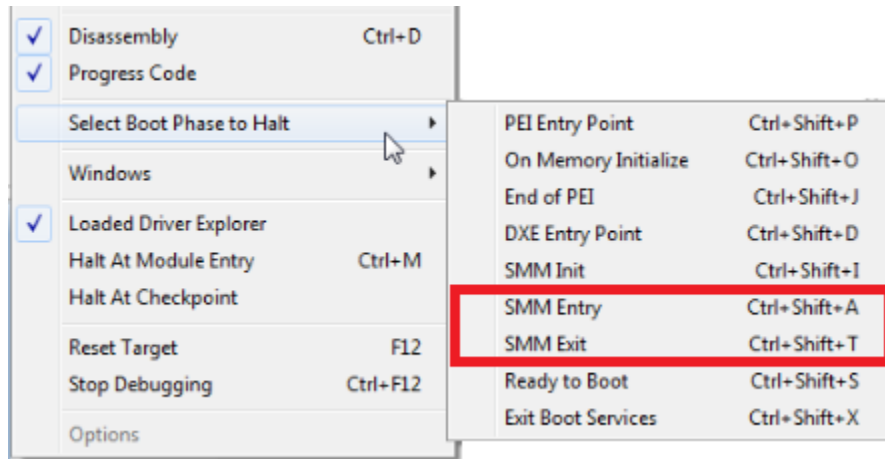 Disassembly Ctrl+D
Progress Code
Select Boot Phase to Halt
Windows
Loaded Driver Explorer
Halt At Module Entry Ctrl+M
Halt At Checkpoint
Reset Target F12
Stop Debugging Ctrl+F12
Options
PEI Entry Point Ctrl+Shift+P
On Memory Initialize Ctrl+Shift+O
End of PEI Ctrl+Shift+J
DXE Entry Point Ctrl+Shift+D
SMM Init Ctrl+Shift+I
SMM Entry Ctrl+Shift+A
SMM Exit Ctrl+Shift+T
Ready to Boot Ctrl+Shift+S
Exit Boot Services Ctrl+Shift+X